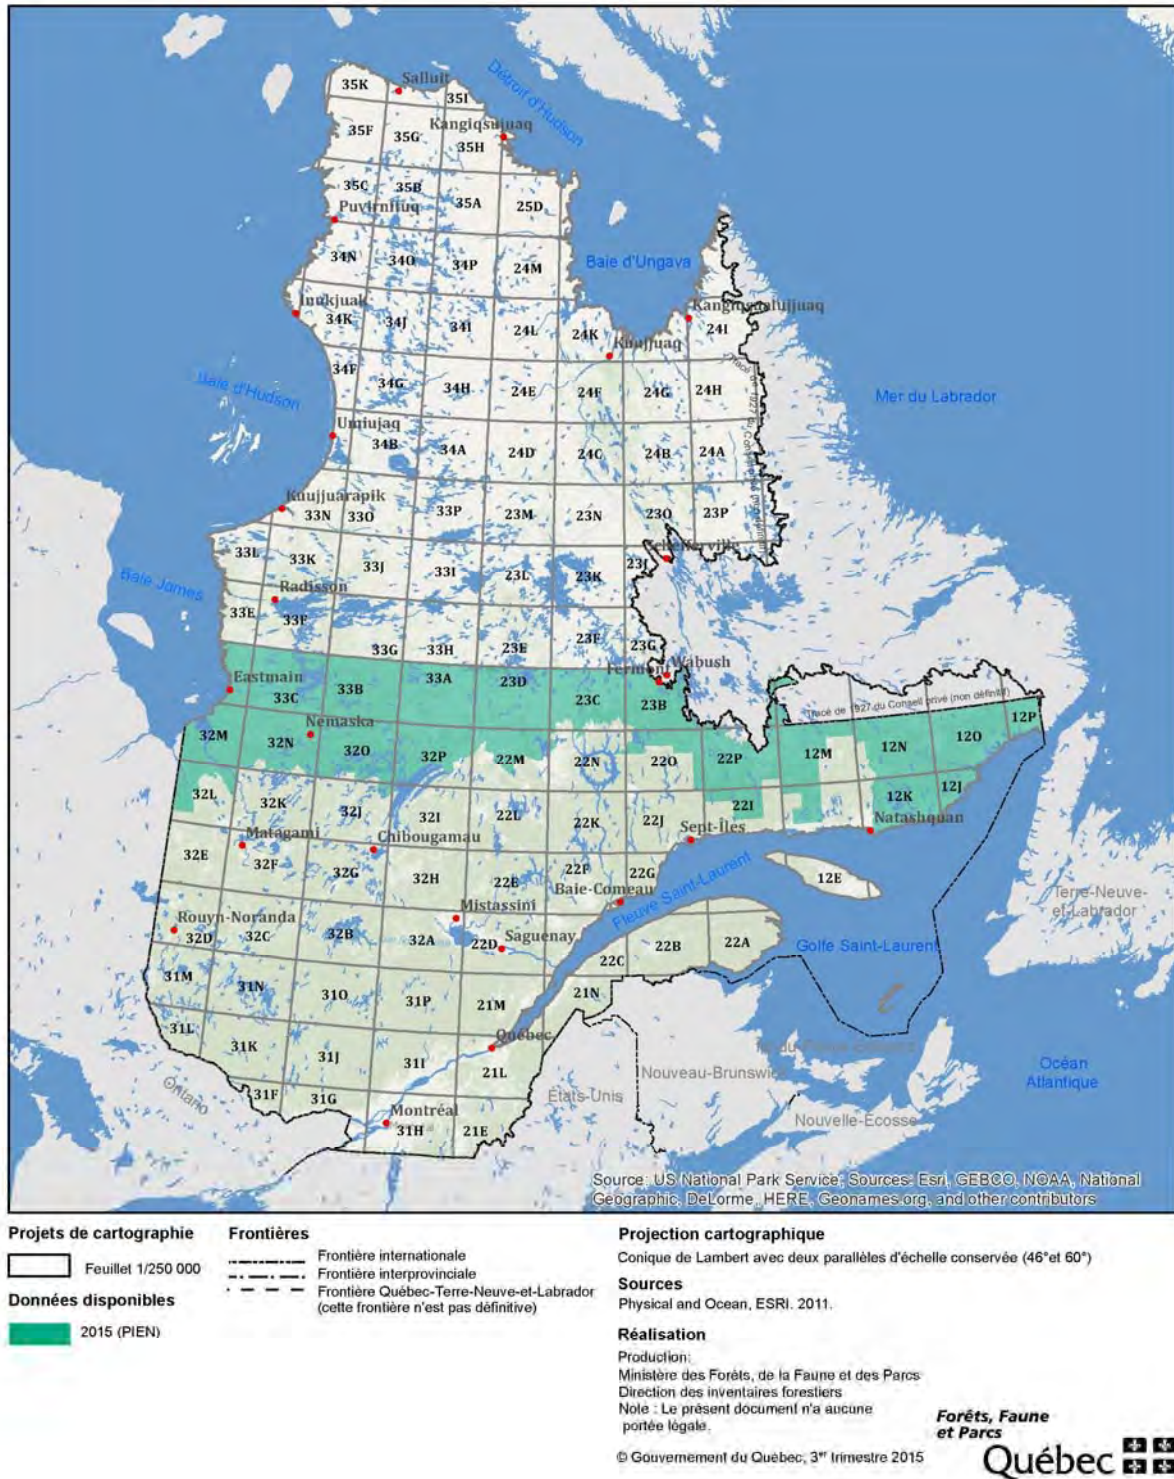 35K
Salluit
35I
Détroit d'Hudson
35F
35G
Kangiqsujuaq
35H
35C
35B
35A
25D
Puvirnituq
34N
34O
34P
24M
Baie d'Ungava
Inukjuak
34K
34J
34I
24L
24K
Kangiqsualujjuaq
24I
Kuujjuaq
Baie d'Hudson
34F
34G
34H
24E
24F
24G
24H
Mer du Labrador
Umiujaq
34B
34A
24D
24C
24B
24A
Kuujjuarapik
33N
33O
33P
23M
23N
23O
23P
33L
33K
33J
33I
23L
23K
23J
Schefferville
Baie James
Radisson
33E
33F
33G
33H
23E
23F
23G
Wabush
Fermont
Eastmain
33C
33B
33A
23D
23C
23B
Tracé de 1927 du Conseil privé (non définitif)
32M
Nemaska
32N
32O
32P
22M
22N
22O
22P
12M
12N
12O
12P
32L
32K
32J
32I
22L
22K
22J
22I
12K
12J
Matagami
Chibougamau
Sept-Îles
Natashquan
32E
32F
32G
32H
22E
22F
22G
12E
Baie-Comeau
Fleuve Saint-Laurent
Terre-Neuve-
et-Labrador
Rouyn-Noranda
Mistassini
32D
32C
32B
32A
22D
Saguenay
22C
22B
22A
Golfe Saint-Laurent
31M
31N
31O
31P
21M
21N
31L
31K
31J
31I
Québec
21L
Océan
Atlantique
Ontario
31F
31G
Montréal
31H
21E
États-Unis
Nouveau-Brunswick
Nouvelle-Écosse
Source: US National Park Service; Sources: Esri, GEBCO, NOAA, National
Geographic, DeLorme, HERE, Geonames.org, and other contributors
Projets de cartographie
Feuillet 1/250 000
Données disponibles
2015 (PIEN)
Frontières
Frontière internationale
Frontière interprovinciale
Frontière Québec-Terre-Neuve-et-Labrador
(cette frontière n'est pas définitive)
Projection cartographique
Conique de Lambert avec deux parallèles d'échelle conservée (46°et 60°)
Sources
Physical and Ocean, ESRI. 2011.
Réalisation
Production:
Ministère des Forêts, de la Faune et des Parcs
Direction des inventaires forestiers
Note : Le présent document n'a aucune
portée légale.
© Gouvernement du Québec, 3er trimestre 2015
Forêts, Faune
et Parcs
Québec